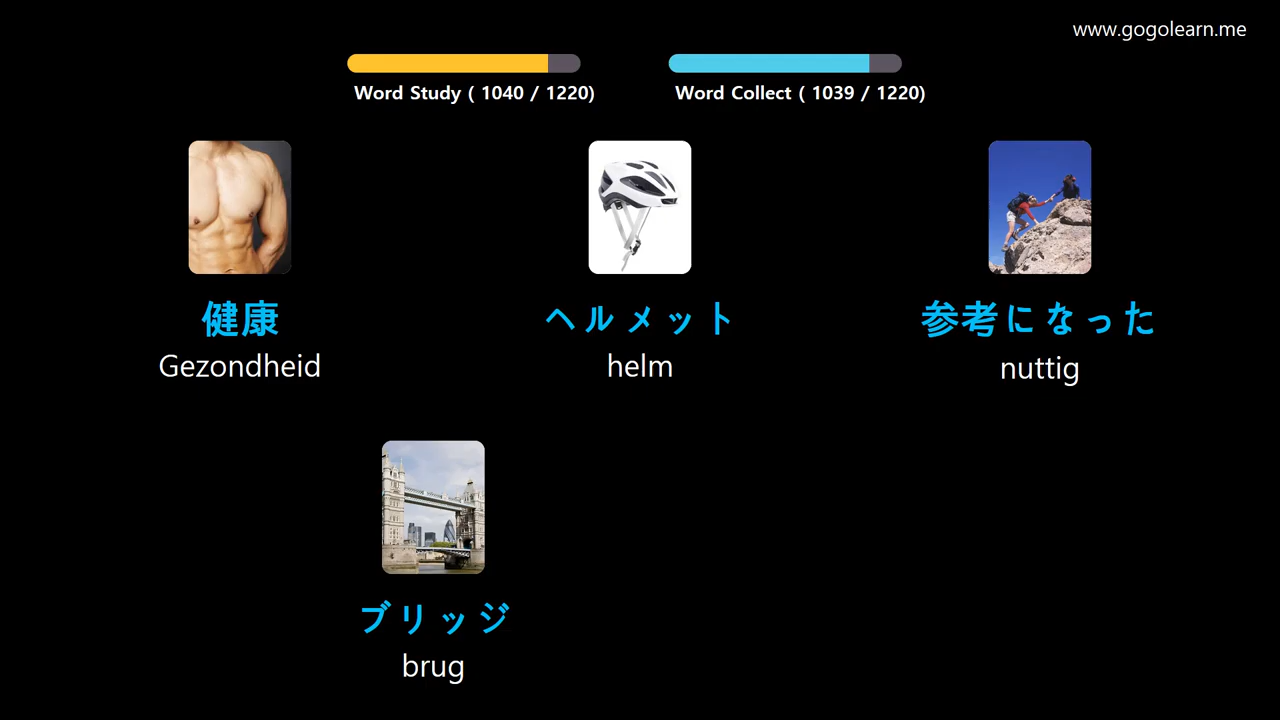 www.gogolearn.me
Word Study ( 1040 / 1220)
Word Collect ( 1039 / 1220)
健康
Gezondheid
ヘルメット
helm
参考になった
nuttig
ブリッジ
brug